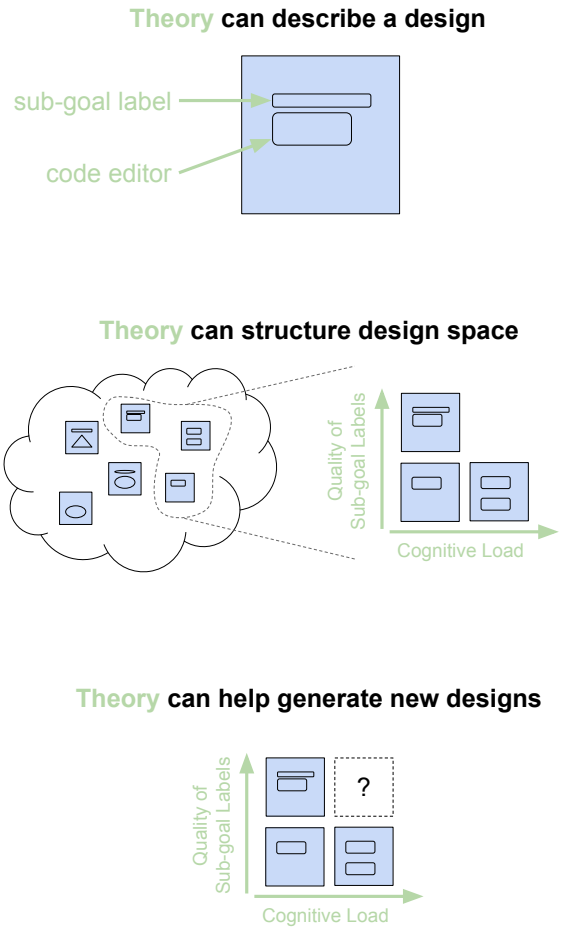 Theory can describe a design
sub-goal label
code editor
Theory can structure design space
Quality of
Sub-goal Labels
Cognitive Load
Theory can help generate new designs
Quality of
Sub-goal Labels
?
Cognitive Load